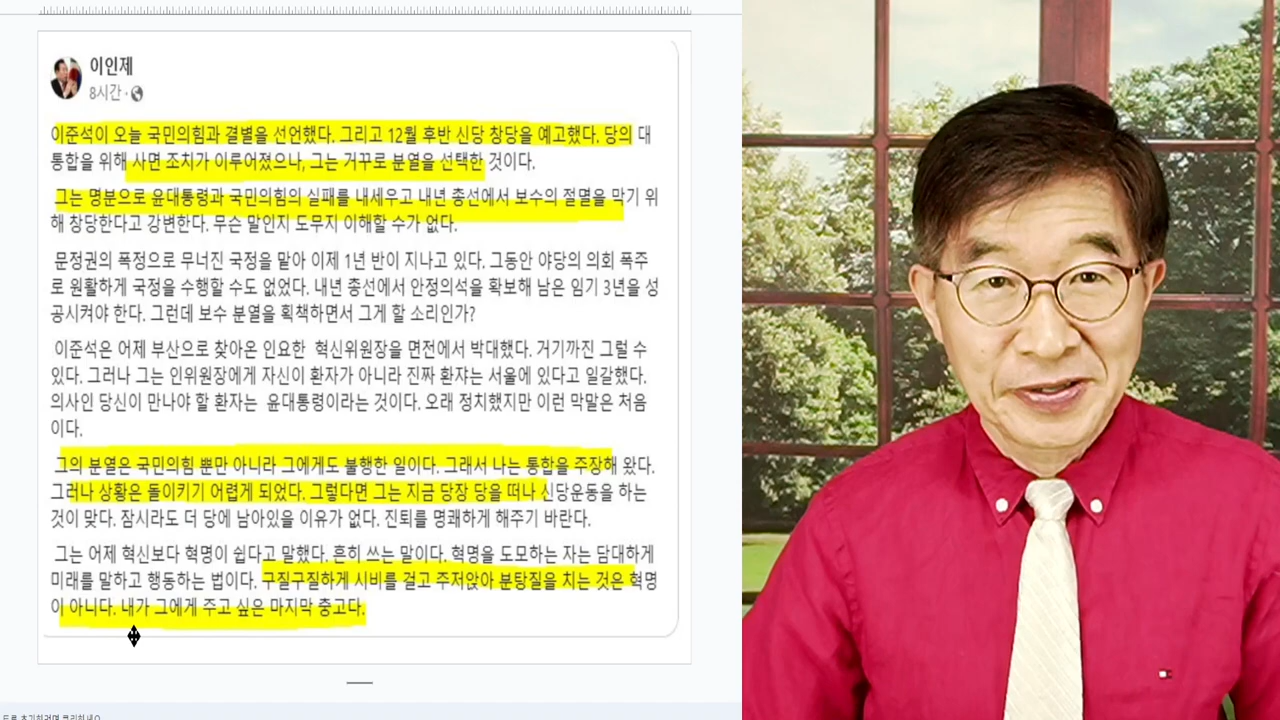 이인제
8시간 ·
이준석이 오늘 국민의힘과 결별을 선언했다. 그리고 12월 후반 신당 창당을 예고했다. 당의 대
통합을 위해 사면 조치가 이루어졌으나, 그는 거꾸로 분열을 선택한 것이다.
그는 명분으로 윤대통령과 국민의힘의 실패를 내세우고 내년 총선에서 보수의 절멸을 막기 위
해 창당한다고 강변한다. 무슨 말인지 도무지 이해할 수가 없다.
문정권의 폭정으로 무너진 국정을 맡아 이제 1년 반이 지나고 있다. 그동안 야당의 의회 폭주
로 원활하게 국정을 수행할 수도 없었다. 내년 총선에서 안정의석을 확보해 남은 임기 3년을 성
공시켜야 한다. 그런데 보수 분열을 획책하면서 그게 할 소리인가?
이준석은 어제 부산으로 찾아온 인요한 혁신위원장을 면전에서 박대했다. 거기까진 그럴 수
있다. 그러나 그는 인위원장에게 자신이 환자가 아니라 진짜 환쟈는 서울에 있다고 일갈했다.
의사인 당신이 만나야 할 환자는 윤대통령이라는 것이다. 오래 정치했지만 이런 막말은 처음
이다.
그의 분열은 국민의힘 뿐만 아니라 그에게도 불행한 일이다. 그래서 나는 통합을 주장해 왔다.
그러나 상황은 돌이키기 어렵게 되었다. 그렇다면 그는 지금 당장 당을 떠나 신당운동을 하는
것이 맞다. 잠시라도 더 당에 남아있을 이유가 없다. 진퇴를 명쾌하게 해주기 바란다.
그는 어제 혁신보다 혁명이 쉽다고 말했다. 흔히 쓰는 말이다. 혁명을 도모하는 자는 담대하게
미래를 말하고 행동하는 법이다. 구질구질하게 시비를 걸고 주저앉아 분탕질을 치는 것은 혁명
이 아니다. 내가 그에게 주고 싶은 마지막 충고다.